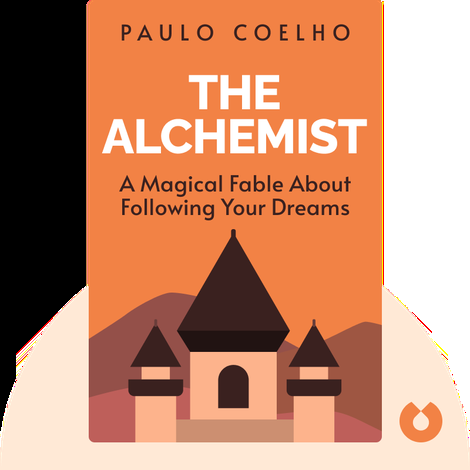 PAULO COELHO
THE
ALCHEMIST
A Magical Fable About
Following Your Dreams